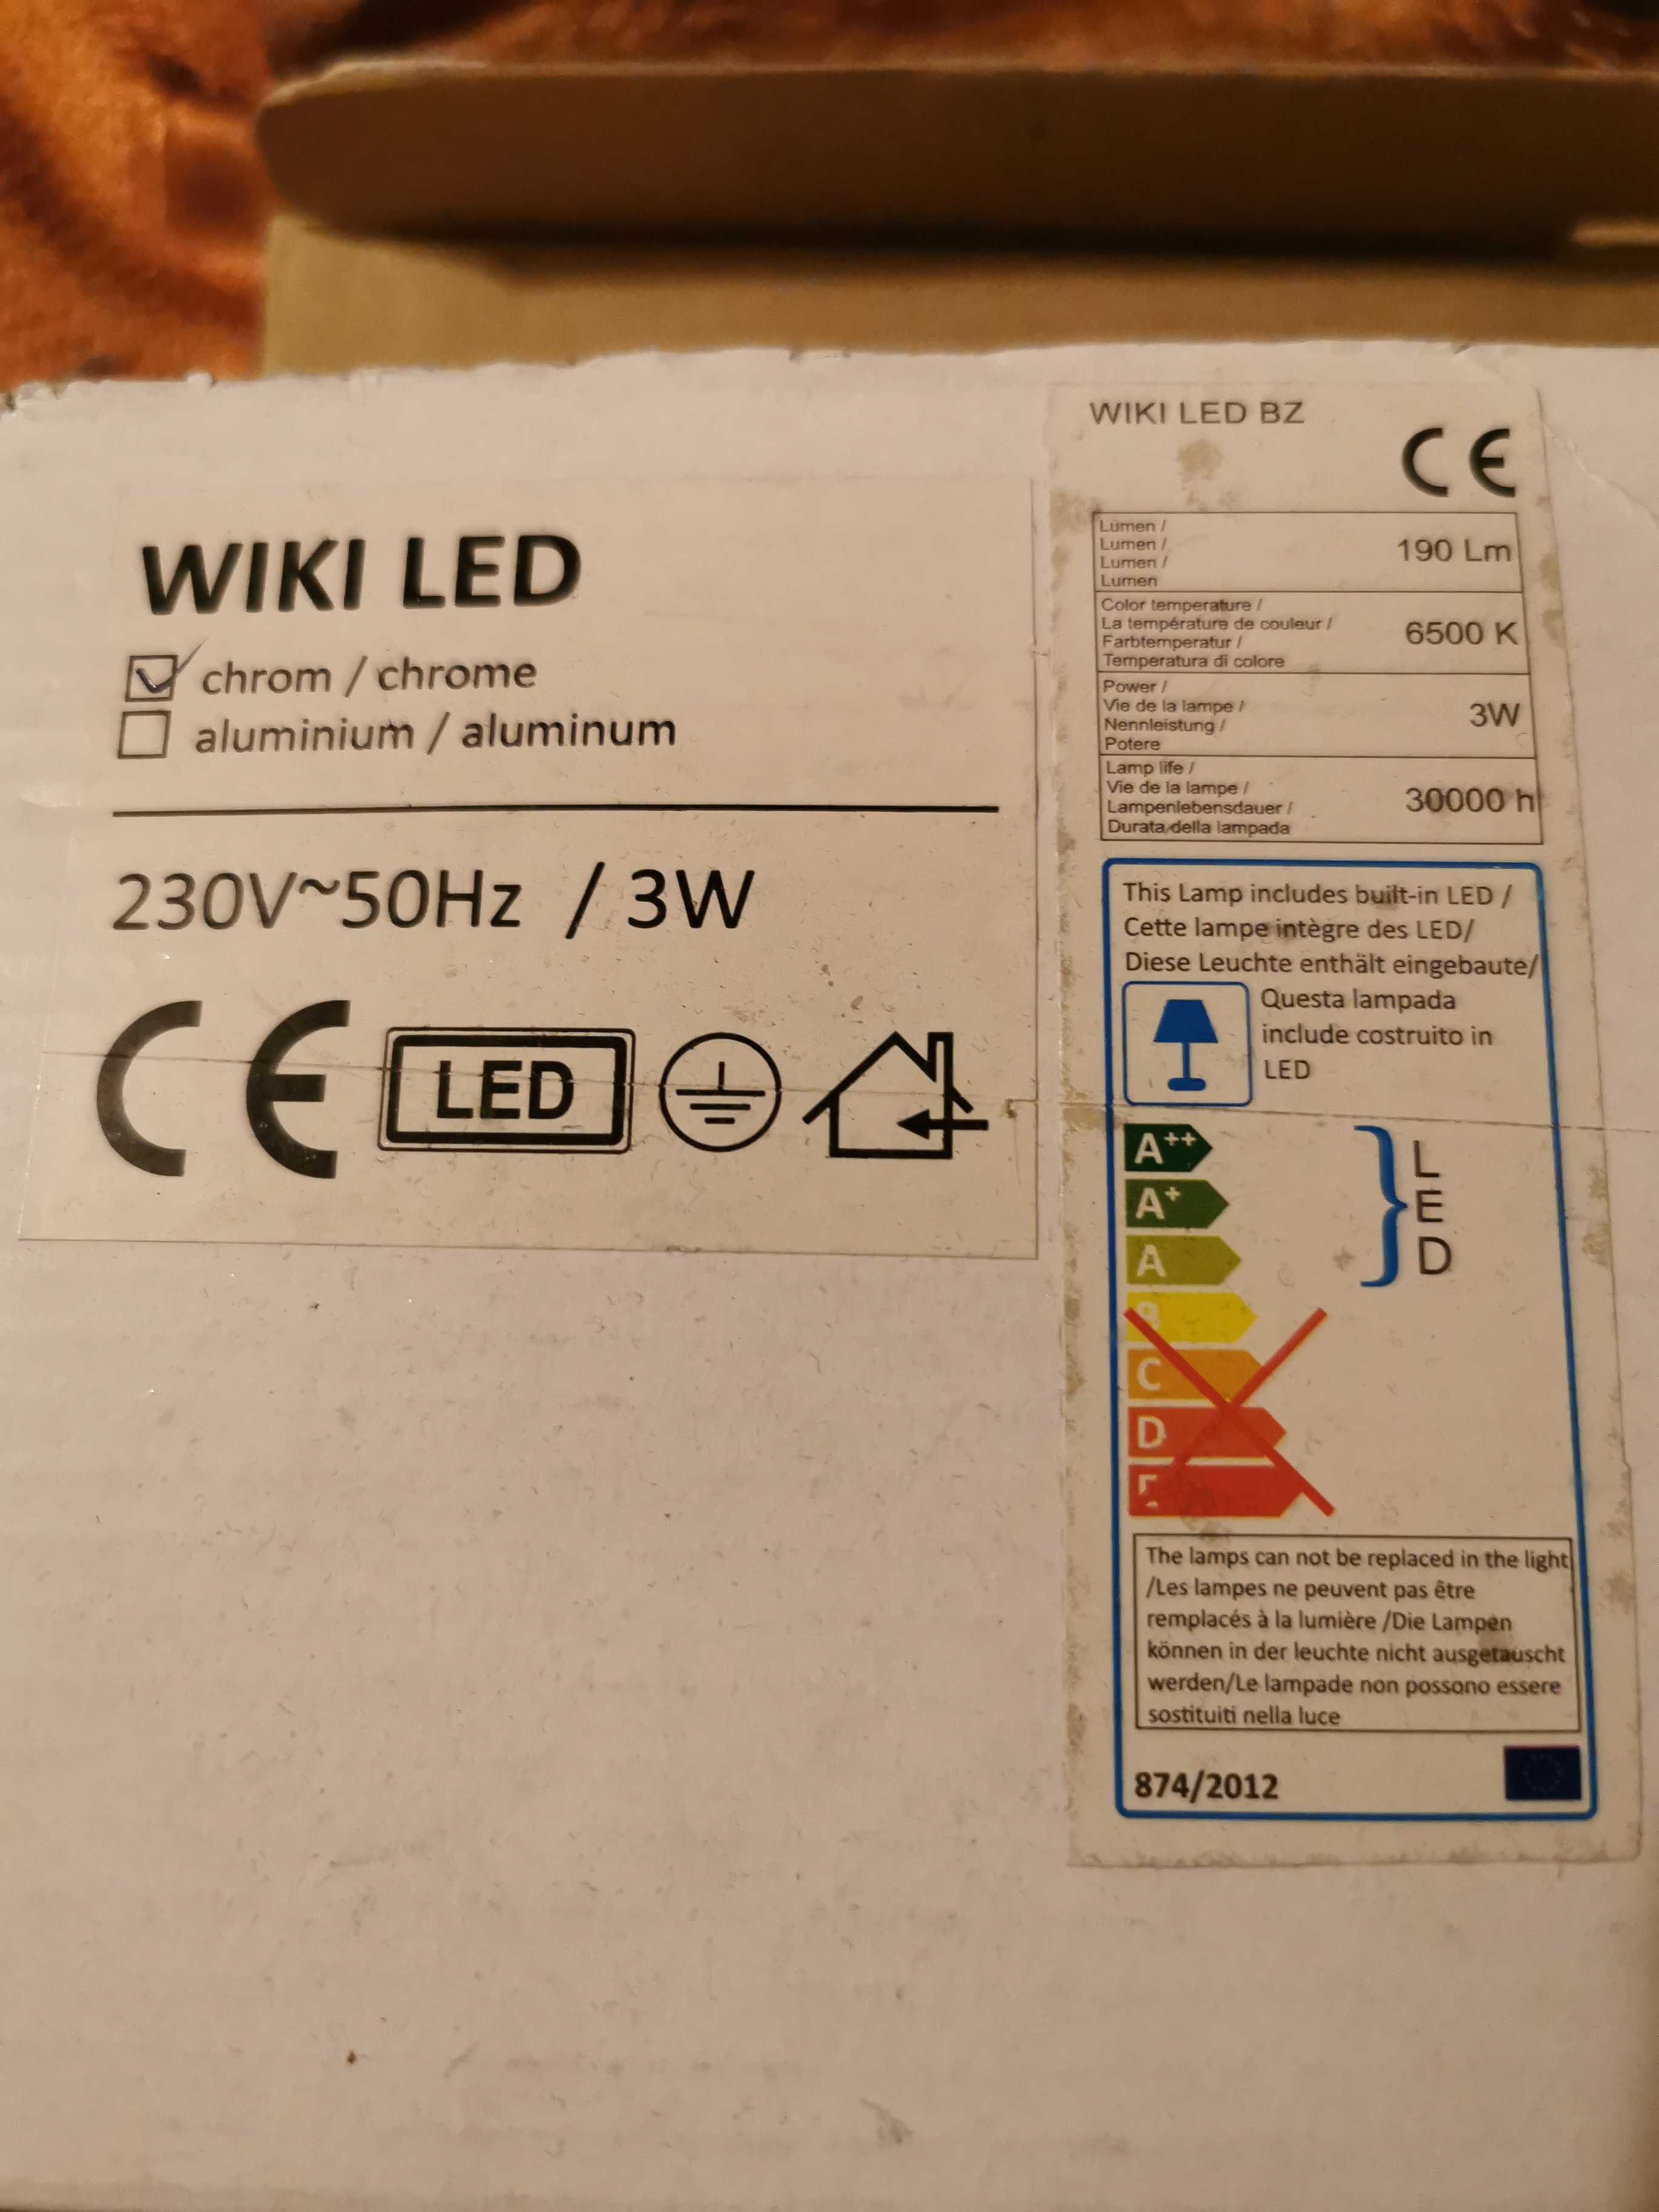 WIKI LED
chrom / chrome
aluminium / aluminum
230V~50Hz / 3W
CE
LED
WIKI LED BZ
CE
Lumen /
Lumen /
Lumen /
Lumen
190 Lm
Color temperature /
La température de couleur /
Farbtemperatur /
Temperatura di colore
6500 K
Power /
Vie de la lampe /
Nennleistung /
Potere
3W
Lamp life /
Vie de la lampe /
Lampenlebensdauer /
Durata della lampada
30000 h
This Lamp includes built-in LED /
Cette lampe intègre des LED/
Diese Leuchte enthält eingebaute/
Questa lampada
include costruito in
LED
A++
A+
A
B
C
D
E
L
E
D
The lamps can not be replaced in the light
/Les lampes ne peuvent pas être
remplacés à la lumière /Die Lampen
können in der leuchte nicht ausgetauscht
werden/Le lampade non possono essere
sostituiti nella luce
874/2012